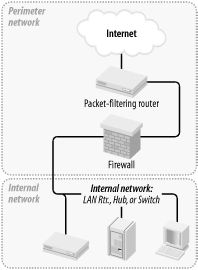 Perimeter
network
Internet
Packet-filtering router
Firewall
Internal
network
Internal network:
LAN Rtr., Hub, or Switch